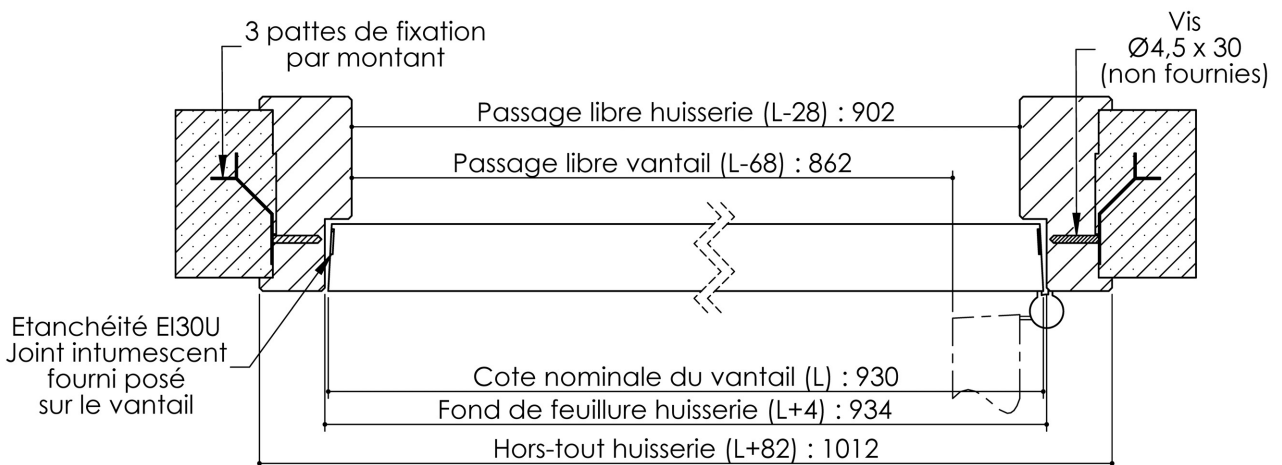 3 pattes de fixation
par montant
Vis
Ø4,5 x 30
(non fournies)
Passage libre huisserie (L-28) : 902
Passage libre vantail (L-68) : 862
Etanchéité EI30U
Joint intumescent
fourni posé
sur le vantail
Cote nominale du vantail (L) : 930
Fond de feuillure huisserie (L+4) : 934
Hors-tout huisserie (L+82) : 1012